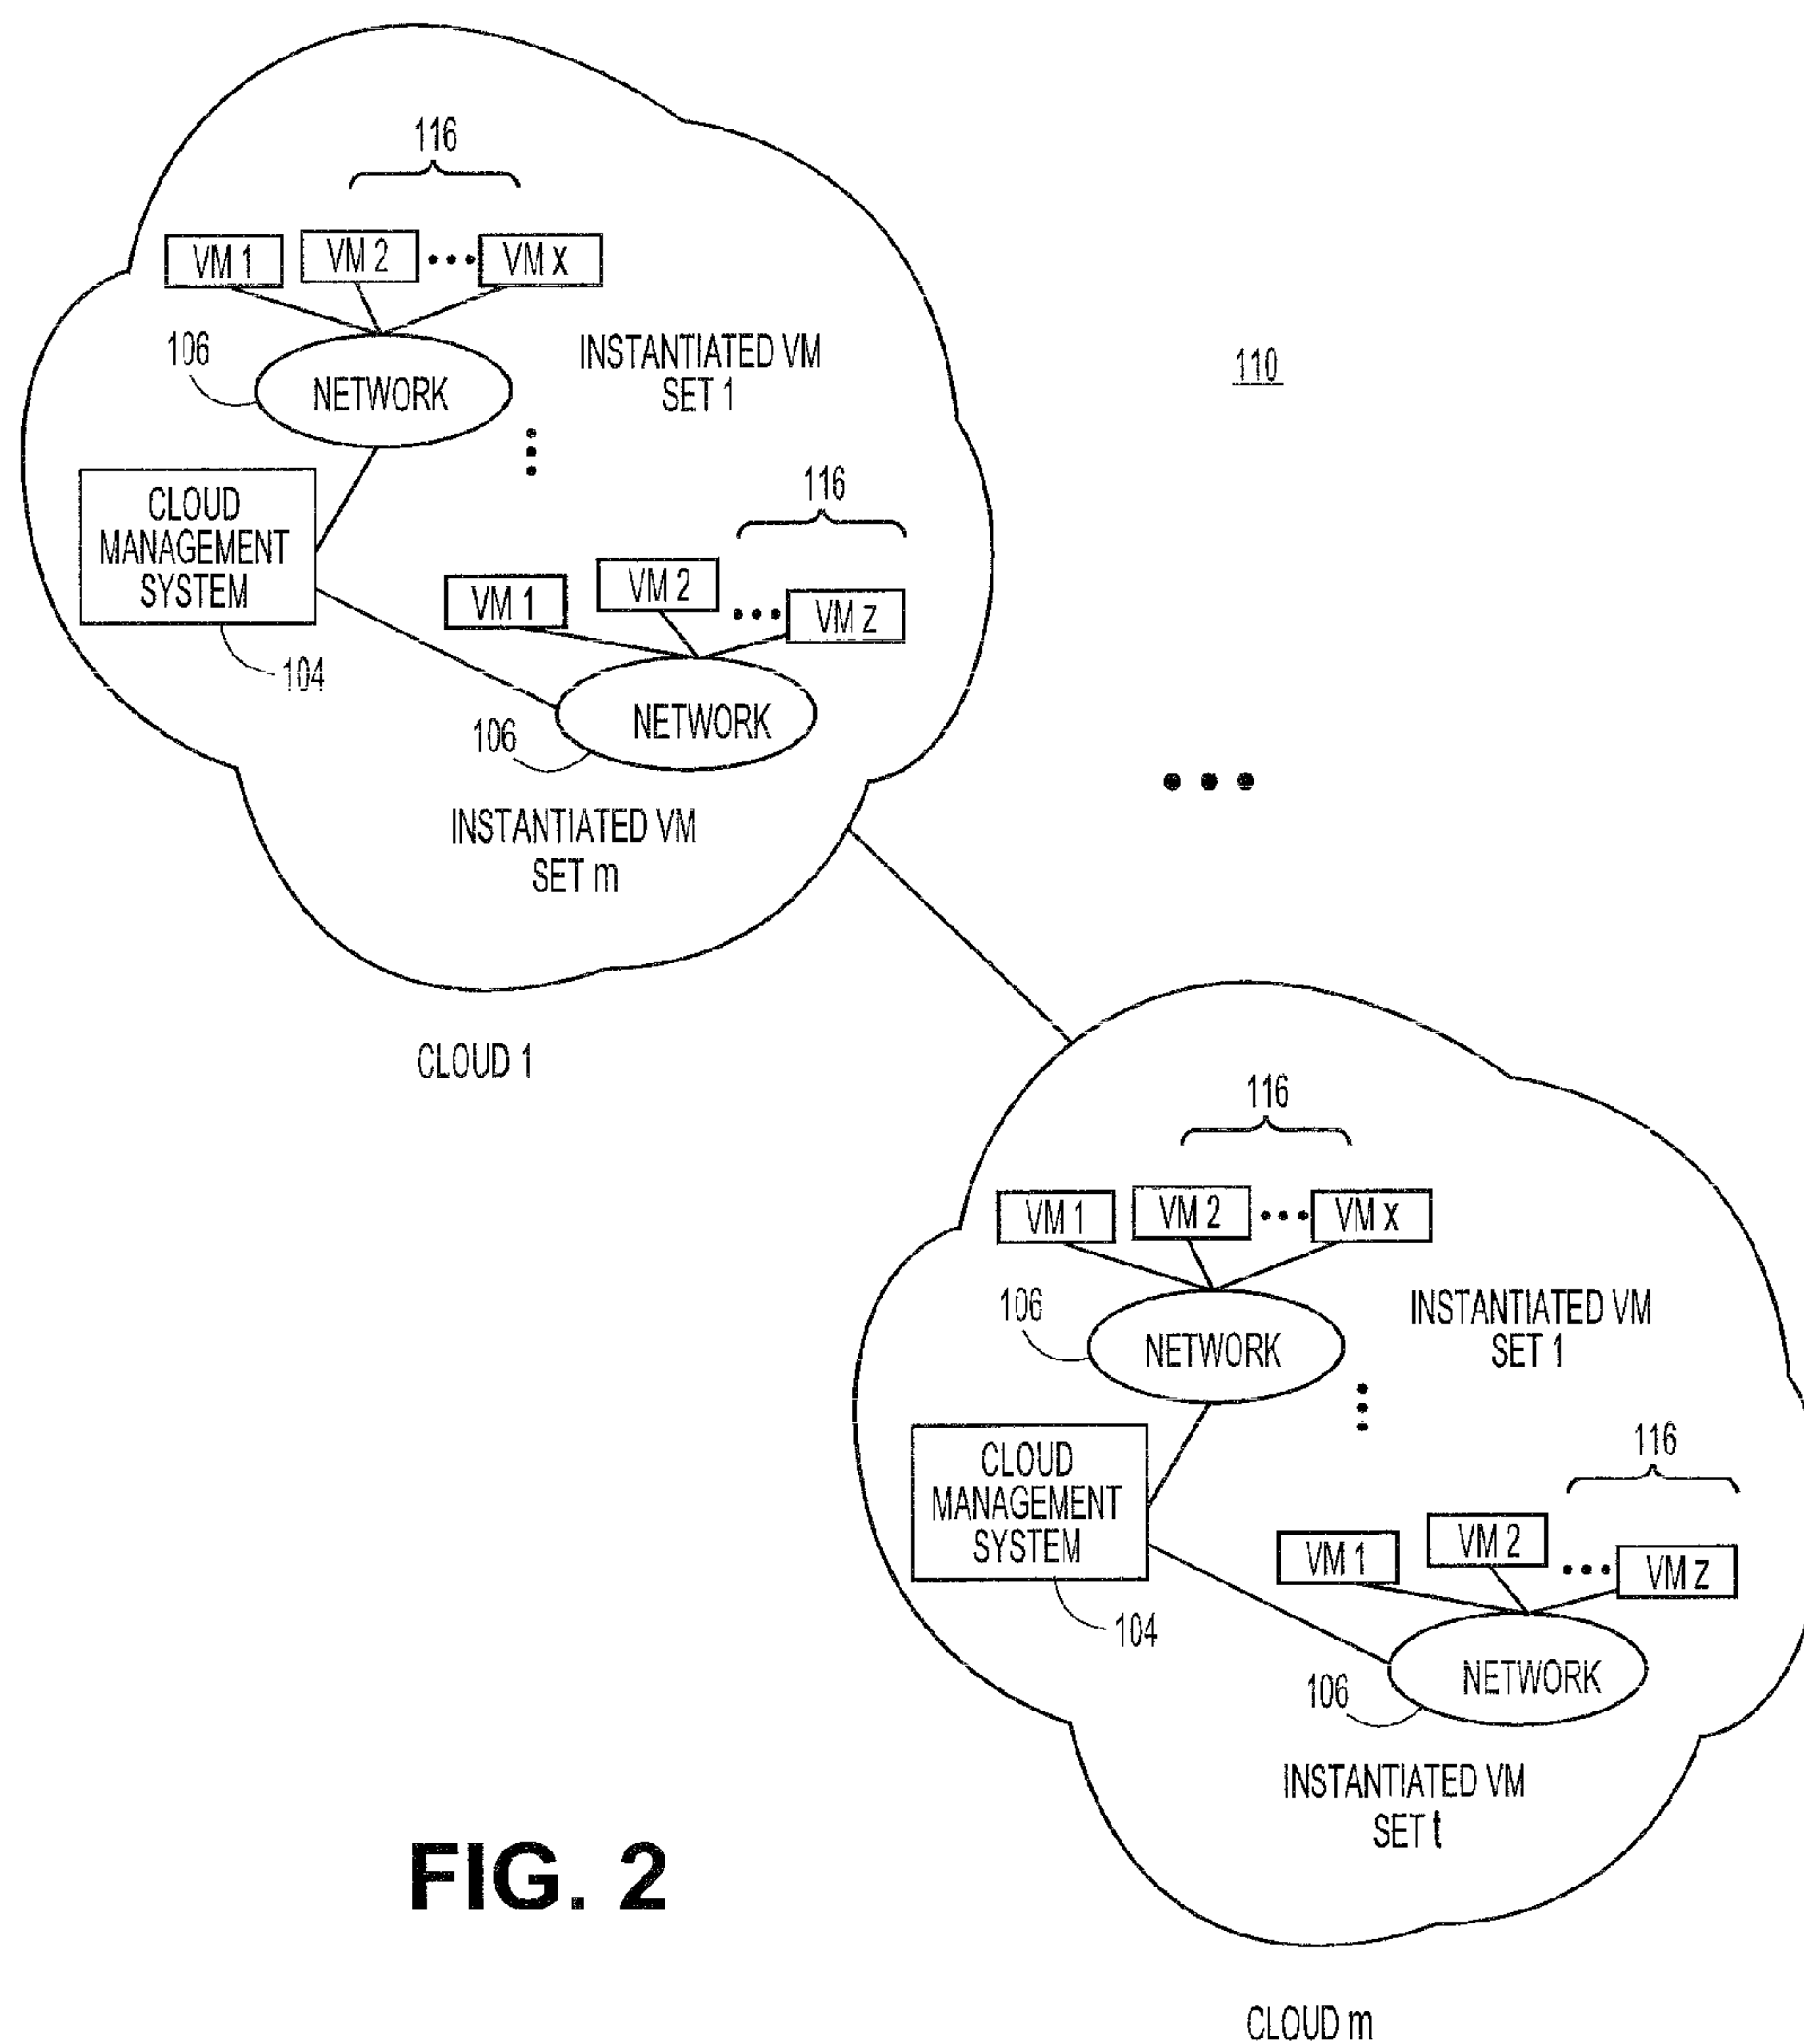 116
VM 1
VM 2
VM x
106
NETWORK
INSTANTIATED VM
SET 1
110
CLOUD
MANAGEMENT
SYSTEM
104
116
VM 1
VM 2
VM z
NETWORK
106
INSTANTIATED VM
SET m
CLOUD 1
116
VM 1
VM 2
VM x
106
NETWORK
INSTANTIATED VM
SET 1
CLOUD
MANAGEMENT
SYSTEM
104
116
VM 1
VM 2
VM z
NETWORK
106
INSTANTIATED VM
SET t
FIG. 2
CLOUD m